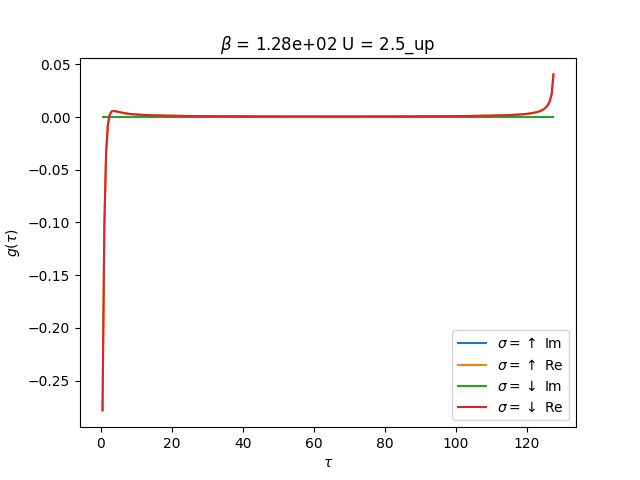 β = 1.28e+02 U = 2.5_up
0.05
0.00
−0.05
−0.10
−0.15
−0.20
−0.25
g(τ)
0
20
40
60
80
100
120
τ
σ = ↑ Im
σ = ↑ Re
σ = ↓ Im
σ = ↓ Re